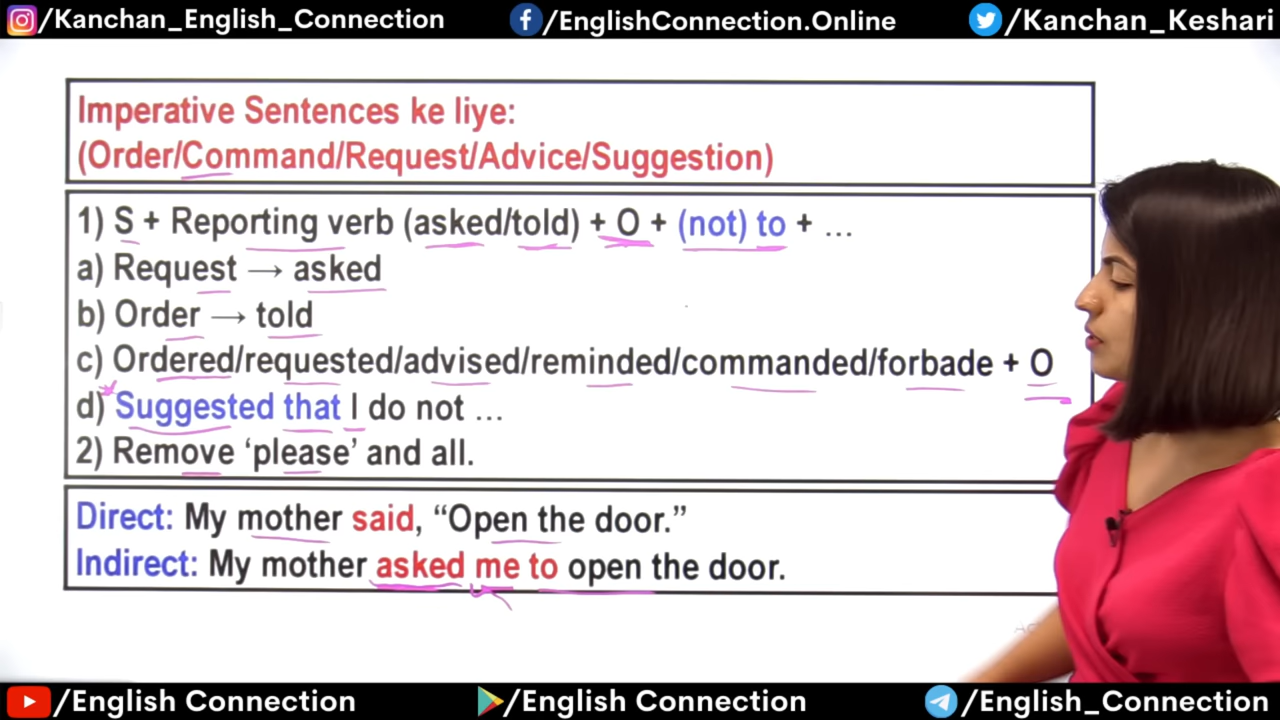 /Kanchan_English_Connection
/EnglishConnection.Online
/Kanchan_Keshari
Imperative Sentences ke liye:
(Order/Command/Request/Advice/Suggestion)
1) S + Reporting verb (asked/told) + O + (not) to + ...
a) Request → asked
b) Order → told
c) Ordered/requested/advised/reminded/commanded/forbade + O
d) Suggested that I do not ...
2) Remove ‘please’ and all.
Direct: My mother said, “Open the door.”
Indirect: My mother asked me to open the door.
/English Connection
/English Connection
/English_Connection